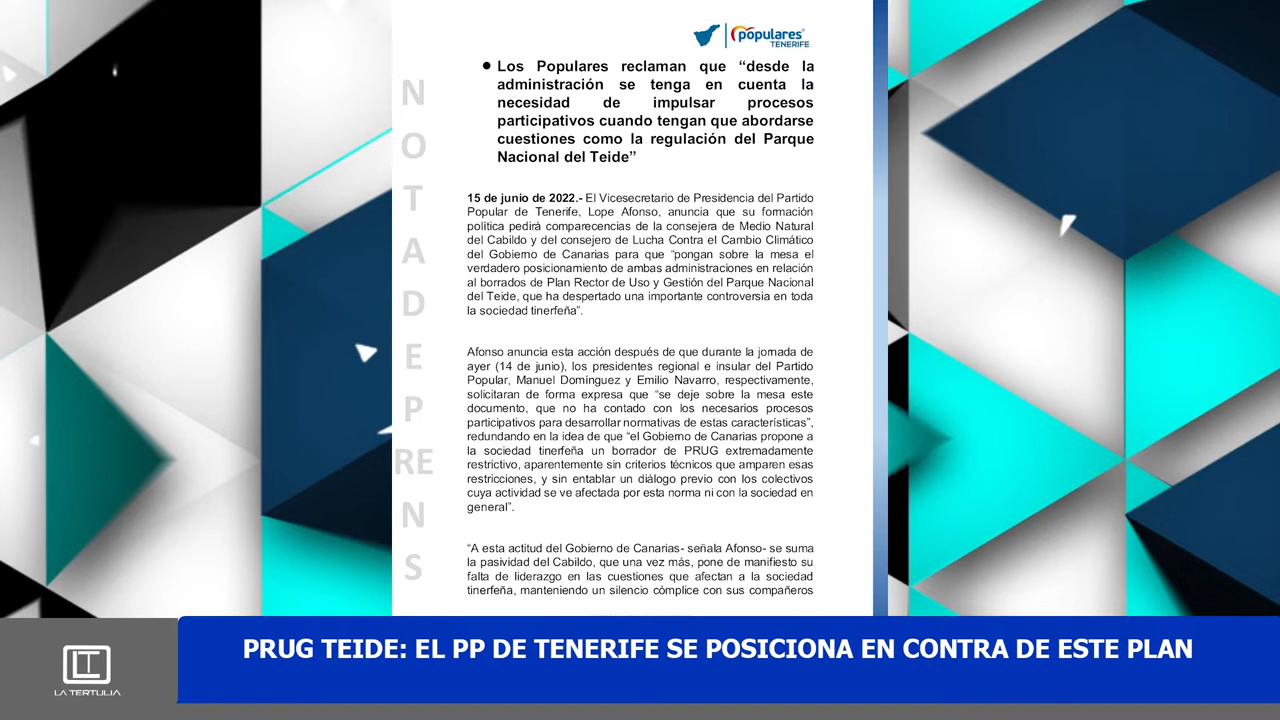 populares
TENERIFE
● Los Populares reclaman que “desde la
administración se tenga en cuenta la
necesidad de impulsar procesos
participativos cuando tengan que abordarse
cuestiones como la regulación del Parque
Nacional del Teide”
N
O
T
A
D
E
P
RE
N
S
15 de junio de 2022.- El Vicesecretario de Presidencia del Partido
Popular de Tenerife, Lope Afonso, anuncia que su formación
política pedirá comparecencias de la consejera de Medio Natural
del Cabildo y del consejero de Lucha Contra el Cambio Climático
del Gobierno de Canarias para que “pongan sobre la mesa el
verdadero posicionamiento de ambas administraciones en relación
al borrados de Plan Rector de Uso y Gestión del Parque Nacional
del Teide, que ha despertado una importante controversia en toda
la sociedad tinerfeña”.
Afonso anuncia esta acción después de que durante la jornada de
ayer (14 de junio), los presidentes regional e insular del Partido
Popular, Manuel Domínguez y Emilio Navarro, respectivamente,
solicitaran de forma expresa que “se deje sobre la mesa este
documento, que no ha contado con los necesarios procesos
participativos para desarrollar normativas de estas características”,
redundando en la idea de que “el Gobierno de Canarias propone a
la sociedad tinerfeña un borrador de PRUG extremadamente
restrictivo, aparentemente sin criterios técnicos que amparen esas
restricciones, y sin entablar un diálogo previo con los colectivos
cuya actividad se ve afectada por esta norma ni con la sociedad en
general”.
“A esta actitud del Gobierno de Canarias- señala Afonso- se suma
la pasividad del Cabildo, que una vez más, pone de manifiesto su
falta de liderazgo en las cuestiones que afectan a la sociedad
tinerfeña, manteniendo un silencio cómplice con sus compañeros
LT
LA TERTULIA
PRUG TEIDE: EL PP DE TENERIFE SE POSICIONA EN CONTRA DE ESTE PLAN